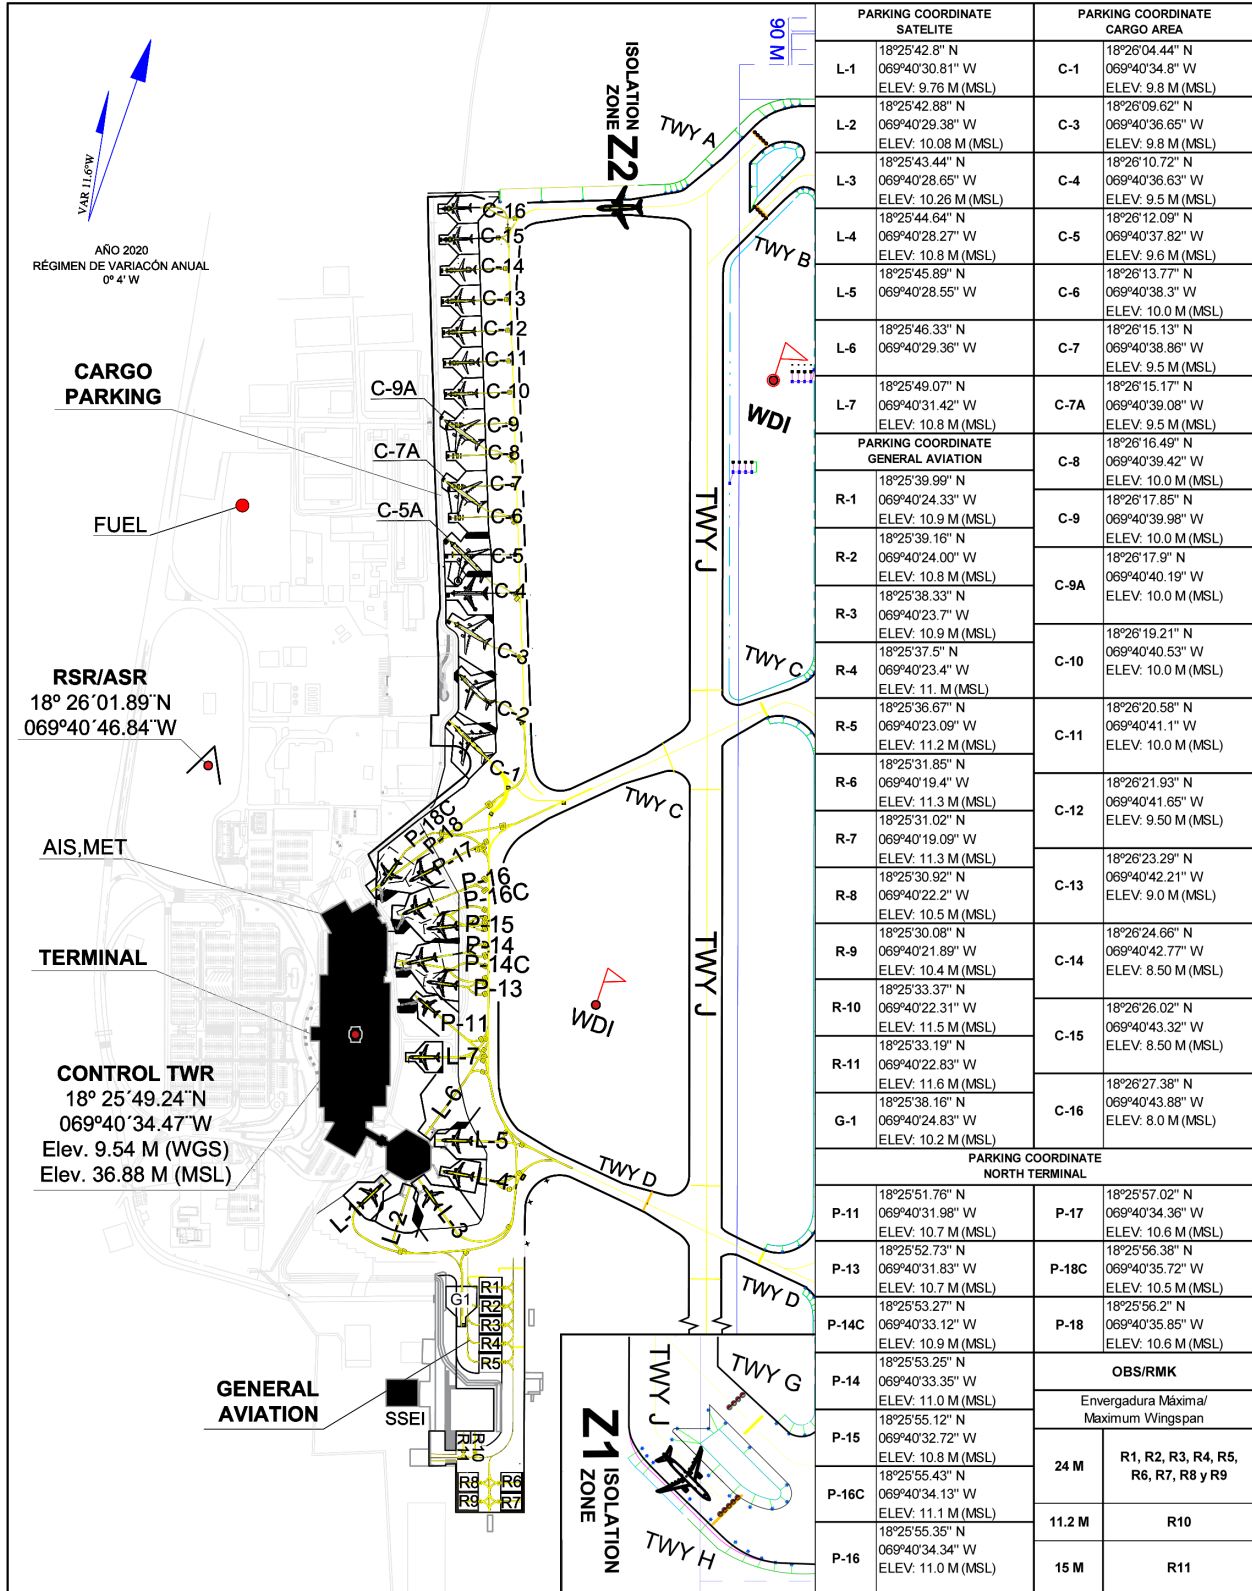 VAR 11.6°W
AÑO 2020
RÉGIMEN DE VARIACÓN ANUAL
0º 4' W
CARGO
PARKING
FUEL
RSR/ASR
18º 26´01.89¨N
069º40´46.84¨W
AIS,MET
TERMINAL
CONTROL TWR
18º 25´49.24¨N
069º40´34.47¨W
Elev. 9.54 M (WGS)
Elev. 36.88 M (MSL)
GENERAL
AVIATION
SSEI
ISOLATION
ZONE Z2
90 M
TWY A
TWY B
C-16
C-15
C-14
C-13
C-12
C-11
C-10
C-9A
C-9
C-8
C-7A
C-7
C-6
C-5A
C-5
C-4
C-3
C-2
C-1
WDI
TWY J
TWY C
TWY C
P-18C
P-18
P-17
P-16
P-16C
P-15
P-14
P-14C
P-13
P-11
L-7
L-6
L-5
L-4
L-3
L-2
L-1
WDI
TWY J
TWY D
TWY D
G1
R1
R2
R3
R4
R5
R11
R10
R8
R6
R9
R7
Z1 ISOLATION
ZONE
TWY J
TWY G
TWY H
PARKING COORDINATE
SATELITE
L-1
18º25'42.8'' N
069º40'30.81'' W
ELEV: 9.76 M (MSL)
L-2
18º25'42.88'' N
069º40'29.38'' W
ELEV: 10.08 M (MSL)
L-3
18º25'43.44'' N
069º40'28.65'' W
ELEV: 10.26 M (MSL)
L-4
18º25'44.64'' N
069º40'28.27'' W
ELEV: 10.8 M (MSL)
L-5
18º25'45.89'' N
069º40'28.55'' W
L-6
18º25'46.33'' N
069º40'29.36'' W
L-7
18º25'49.07'' N
069º40'31.42'' W
ELEV: 10.8 M (MSL)
PARKING COORDINATE
GENERAL AVIATION
R-1
18º25'39.99'' N
069º40'24.33'' W
ELEV: 10.9 M (MSL)
R-2
18º25'39.16'' N
069º40'24.00'' W
ELEV: 10.8 M (MSL)
R-3
18º25'38.33'' N
069º40'23.7'' W
ELEV: 10.9 M (MSL)
R-4
18º25'37.5'' N
069º40'23.4'' W
ELEV: 11. M (MSL)
R-5
18º25'36.67'' N
069º40'23.09'' W
ELEV: 11.2 M (MSL)
R-6
18º25'31.85'' N
069º40'19.4'' W
ELEV: 11.3 M (MSL)
R-7
18º25'31.02'' N
069º40'19.09'' W
ELEV: 11.3 M (MSL)
R-8
18º25'30.92'' N
069º40'22.2'' W
ELEV: 10.5 M (MSL)
R-9
18º25'30.08'' N
069º40'21.89'' W
ELEV: 10.4 M (MSL)
R-10
18º25'33.37'' N
069º40'22.31'' W
ELEV: 11.5 M (MSL)
R-11
18º25'33.19'' N
069º40'22.83'' W
ELEV: 11.6 M (MSL)
G-1
18º25'38.16'' N
069º40'24.83'' W
ELEV: 10.2 M (MSL)
PARKING COORDINATE
CARGO AREA
C-1
18º26'04.44'' N
069º40'34.8'' W
ELEV: 9.8 M (MSL)
C-3
18º26'09.62'' N
069º40'36.65'' W
ELEV: 9.8 M (MSL)
C-4
18º26'10.72'' N
069º40'36.63'' W
ELEV: 9.5 M (MSL)
C-5
18º26'12.09'' N
069º40'37.82'' W
ELEV: 9.6 M (MSL)
C-6
18º26'13.77'' N
069º40'38.3'' W
ELEV: 10.0 M (MSL)
C-7
18º26'15.13'' N
069º40'38.86'' W
ELEV: 9.5 M (MSL)
C-7A
18º26'15.17'' N
069º40'39.08'' W
ELEV: 9.5 M (MSL)
C-8
18º26'16.49'' N
069º40'39.42'' W
ELEV: 10.0 M (MSL)
C-9
18º26'17.85'' N
069º40'39.98'' W
ELEV: 10.0 M (MSL)
C-9A
18º26'17.9'' N
069º40'40.19'' W
ELEV: 10.0 M (MSL)
C-10
18º26'19.21'' N
069º40'40.53'' W
ELEV: 10.0 M (MSL)
C-11
18º26'20.58'' N
069º40'41.1'' W
ELEV: 10.0 M (MSL)
C-12
18º26'21.93'' N
069º40'41.65'' W
ELEV: 9.50 M (MSL)
C-13
18º26'23.29'' N
069º40'42.21'' W
ELEV: 9.0 M (MSL)
C-14
18º26'24.66'' N
069º40'42.77'' W
ELEV: 8.50 M (MSL)
C-15
18º26'26.02'' N
069º40'43.32'' W
ELEV: 8.50 M (MSL)
C-16
18º26'27.38'' N
069º40'43.88'' W
ELEV: 8.0 M (MSL)
PARKING COORDINATE
NORTH TERMINAL
P-11
18º25'51.76'' N
069º40'31.98'' W
ELEV: 10.7 M (MSL)
P-13
18º25'52.73'' N
069º40'31.83'' W
ELEV: 10.7 M (MSL)
P-14C
18º25'53.27'' N
069º40'33.12'' W
ELEV: 10.9 M (MSL)
P-14
18º25'53.25'' N
069º40'33.35'' W
ELEV: 11.0 M (MSL)
P-15
18º25'55.12'' N
069º40'32.72'' W
ELEV: 10.8 M (MSL)
P-16C
18º25'55.43'' N
069º40'34.13'' W
ELEV: 11.1 M (MSL)
P-16
18º25'55.35'' N
069º40'34.34'' W
ELEV: 11.0 M (MSL)
P-17
18º25'57.02'' N
069º40'34.36'' W
ELEV: 10.6 M (MSL)
P-18C
18º25'56.38'' N
069º40'35.72'' W
ELEV: 10.5 M (MSL)
P-18
18º25'56.2'' N
069º40'35.85'' W
ELEV: 10.6 M (MSL)
OBS/RMK
Envergadura Máxima/
Maximum Wingspan
24 M
R1, R2, R3, R4, R5,
R6, R7, R8 y R9
11.2 M
R10
15 M
R11